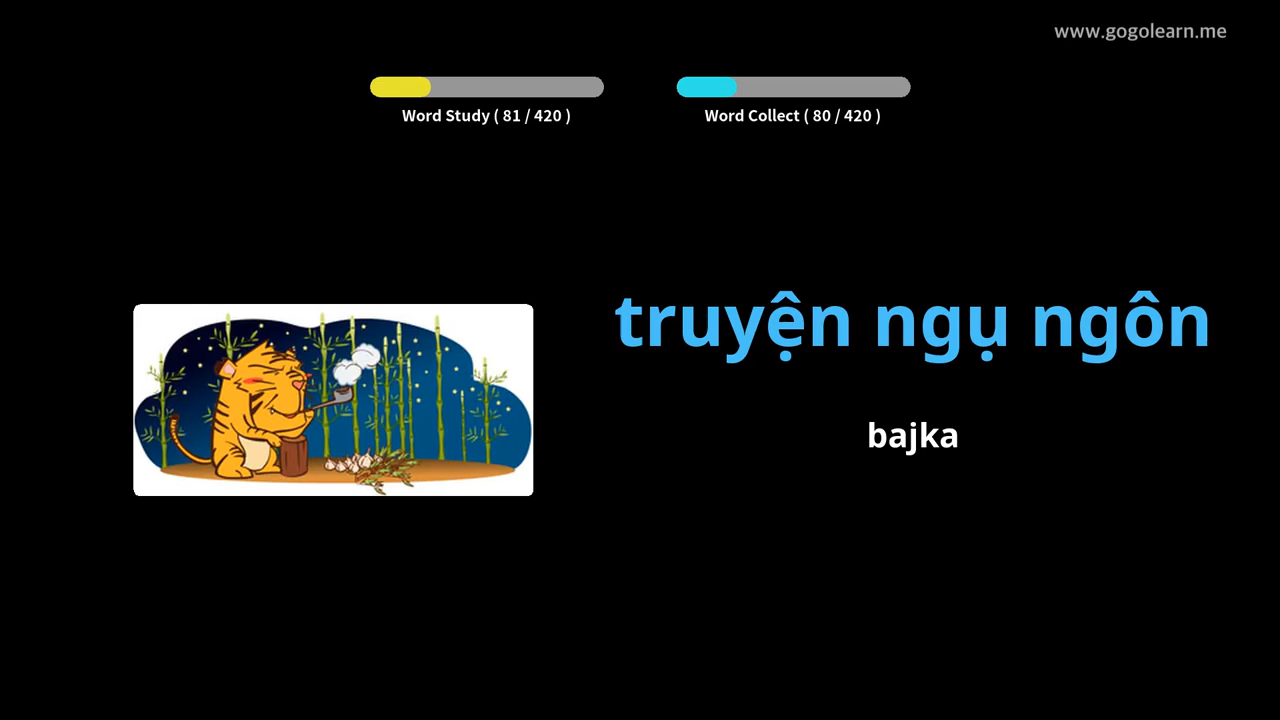 www.gogolearn.me
Word Study ( 81 / 420 )
Word Collect ( 80 / 420 )
truyện ngụ ngôn
bajka